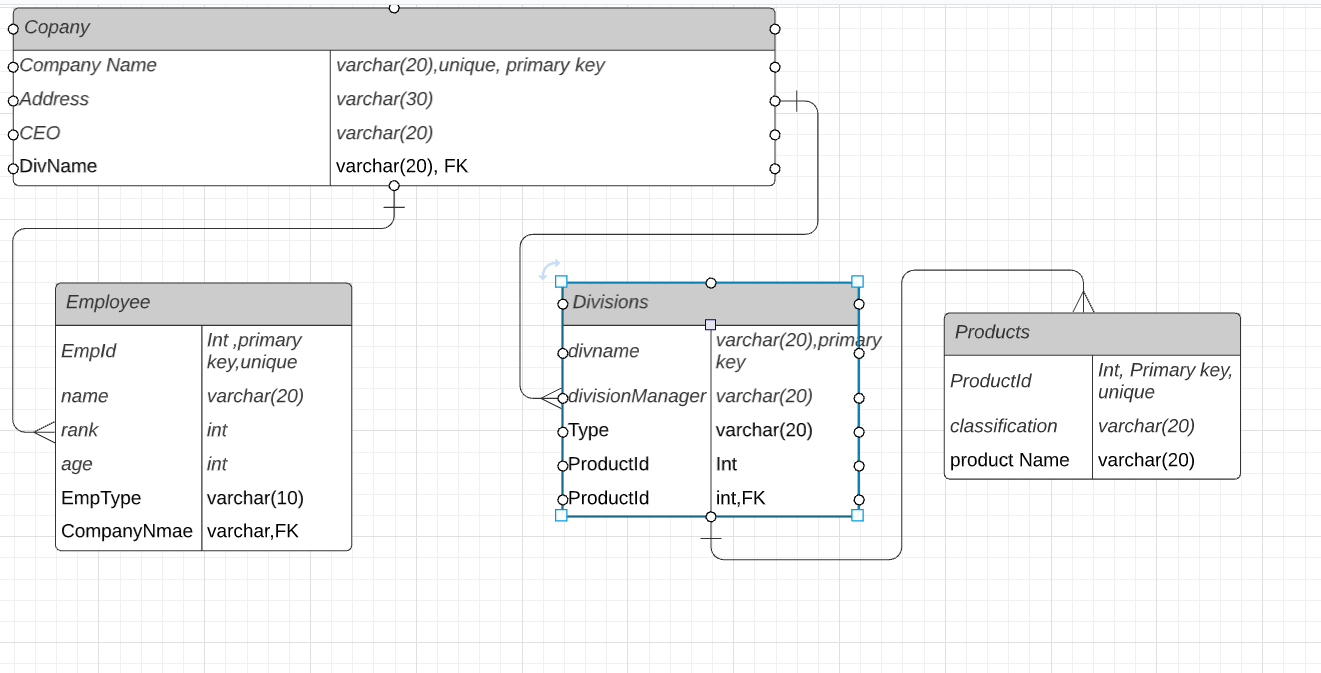 Copany
Company Name varchar(20),unique, primary key
Address varchar(30)
CEO varchar(20)
DivName varchar(20), FK
Employee
EmpId Int ,primary
key,unique
name varchar(20)
rank int
age int
EmpType varchar(10)
CompanyNmae varchar,FK
Divisions
divname varchar(20),primary
key
divisionManager varchar(20)
Type varchar(20)
ProductId Int
ProductId int,FK
Products
ProductId Int, Primary key,
unique
classification varchar(20)
product Name varchar(20)